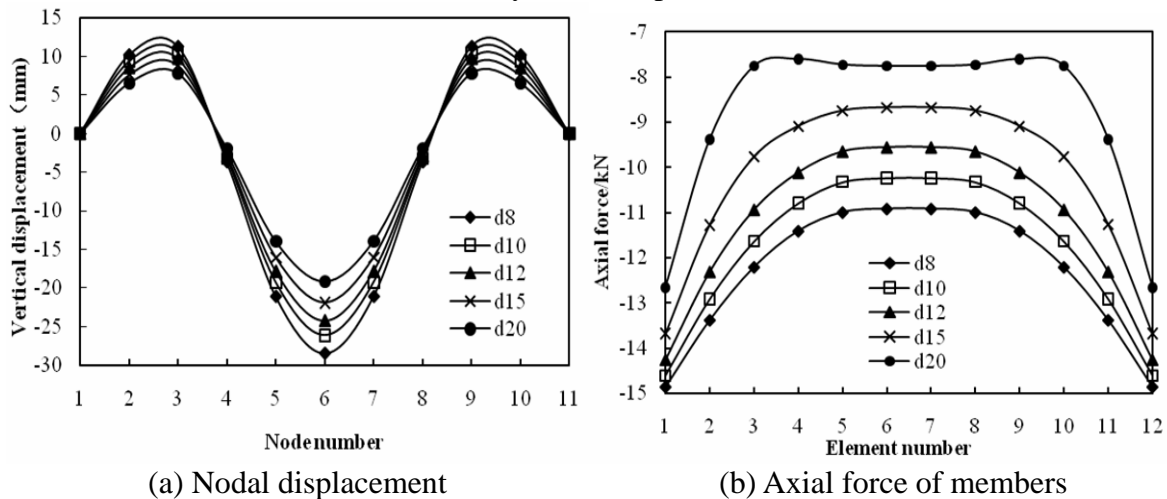 Vertical displacement (mm)
15
10
5
0
-5
-10
-15
-20
-25
-30
d8
d10
d12
d15
d20
1 2 3 4 5 6 7 8 9 10 11
Node number
(a) Nodal displacement
Axial force/kN
-7
-8
-9
-10
-11
-12
-13
-14
-15
d8
d10
d12
d15
d20
1 2 3 4 5 6 7 8 9 10 11 12
Element number
(b) Axial force of members